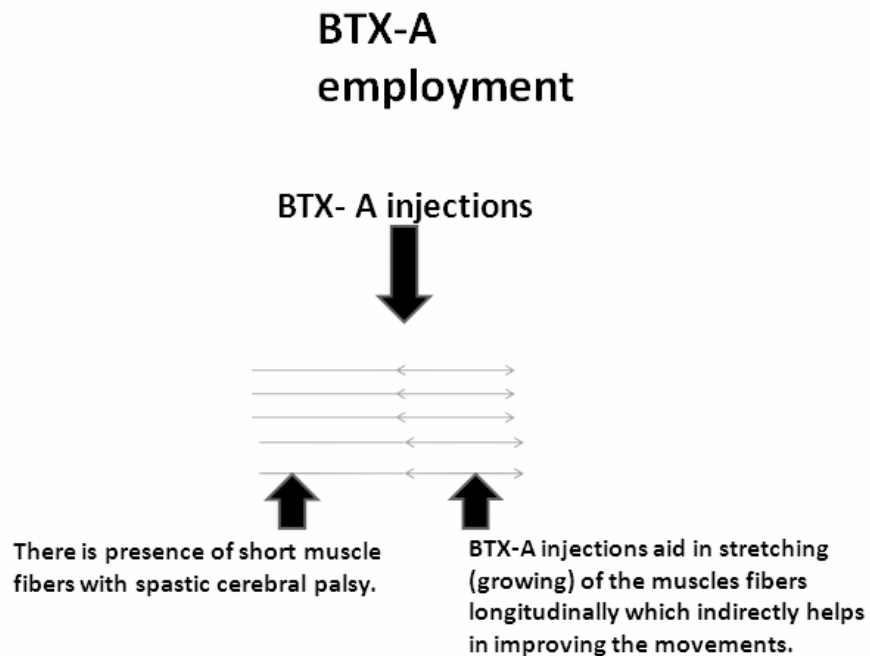 BTX-A
employment
BTX- A injections
There is presence of short muscle
fibers with spastic cerebral palsy.
BTX-A injections aid in stretching
(growing) of the muscles fibers
longitudinally which indirectly helps
in improving the movements.